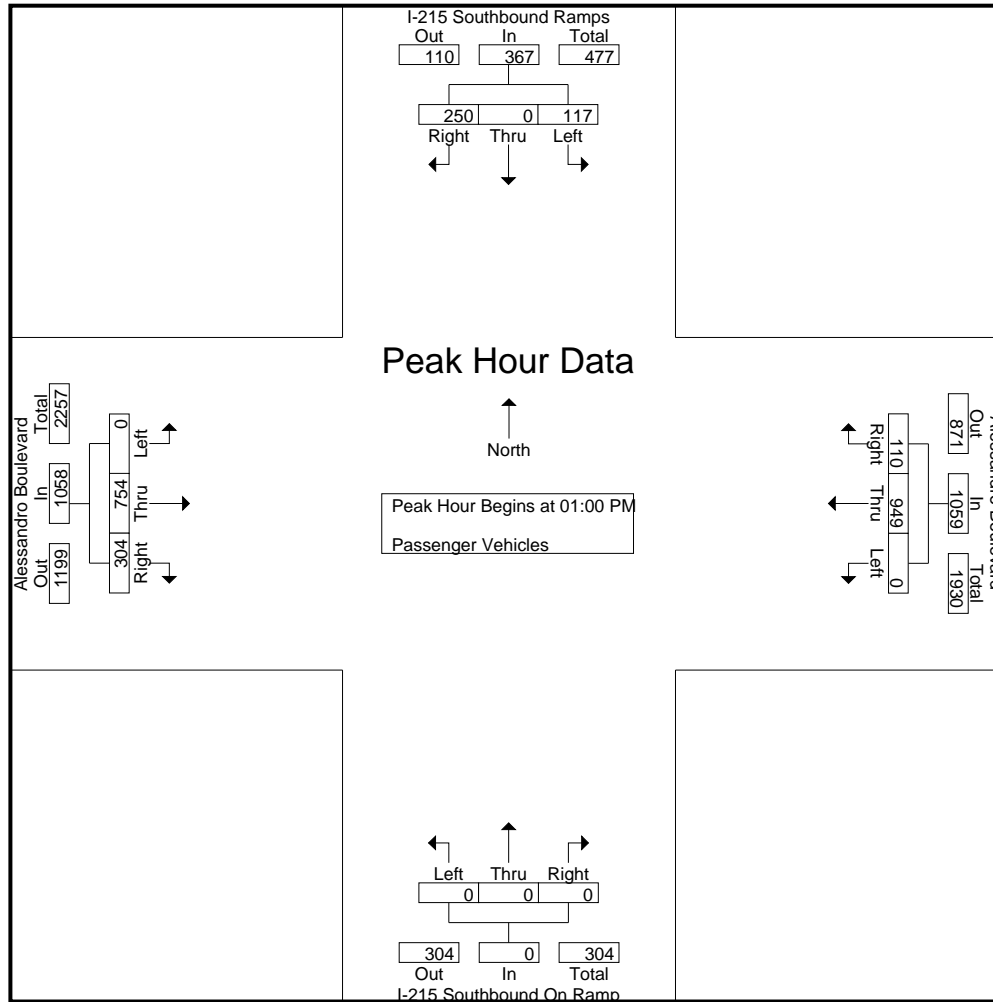 I-215 Southbound Ramps
Out In Total
110 367 477
250 0 117
Right Thru Left
Peak Hour Data
North
Peak Hour Begins at 01:00 PM
Passenger Vehicles
Alessandro Boulevard
Out In Total
1199 1058 2257
304 754 0
Right Thru Left
Out In Total
871 1059 1930
110 949 0
Right Thru Left
Left Thru Right
0 0 0
304 0 304
Out In Total
I-215 Southbound On Ramp